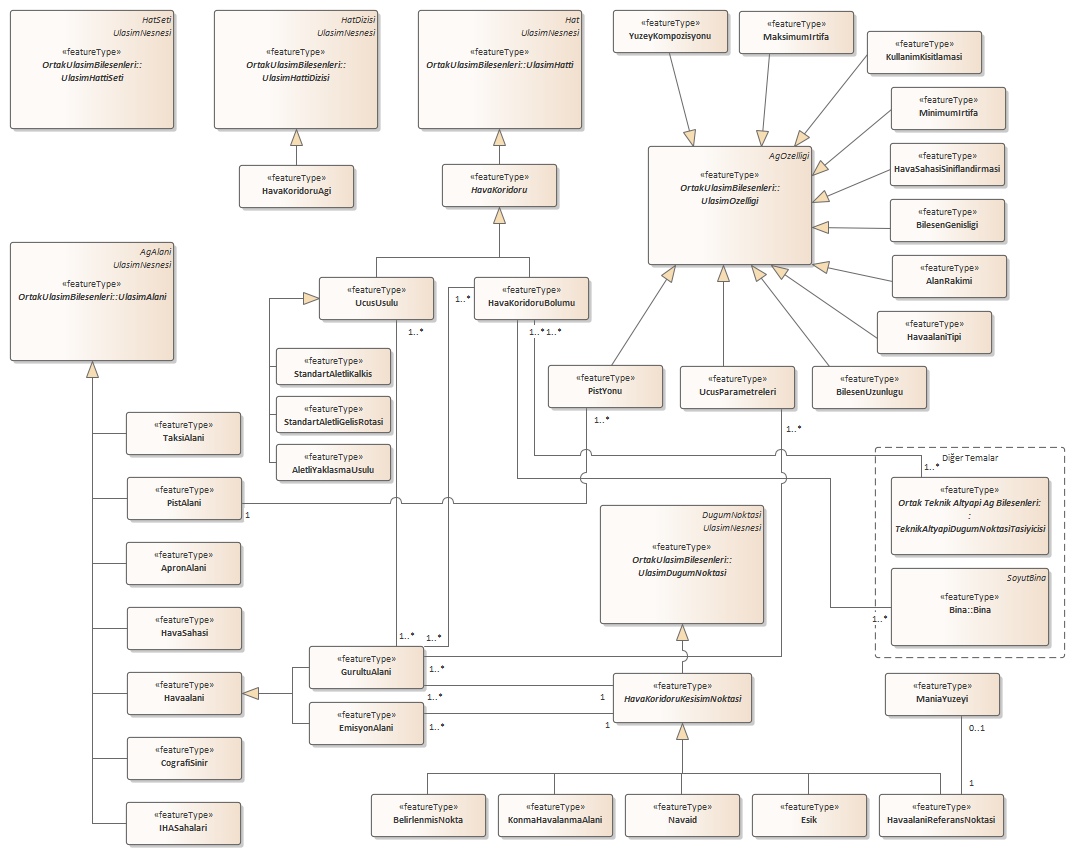 HatSeti
UlasimNesnesi
«featureType»
OrtakUlasimBilesenleri::
UlasimHattiSeti
HatDizisi
UlasimNesnesi
«featureType»
OrtakUlasimBilesenleri::
UlasimHattiDizisi
Hat
UlasimNesnesi
«featureType»
OrtakUlasimBilesenleri::UlasimHatti
«featureType»
YuzeyKompozisyonu
«featureType»
MaksimumIrtifa
«featureType»
KullanimKisitlamasi
«featureType»
MinimumIrtifa
«featureType»
HavaSahasiSiniflandirmasi
«featureType»
BilesenGenisligi
«featureType»
AlanRakimi
«featureType»
HavaalaniTipi
AgOzelligi
«featureType»
OrtakUlasimBilesenleri::
UlasimOzelligi
«featureType»
HavaKoridoruAgi
«featureType»
HavaKoridoru
AgAlani
UlasimNesnesi
«featureType»
OrtakUlasimBilesenleri::UlasimAlani
«featureType»
UcusUsulu
1..*
«featureType»
HavaKoridoruBolumu
1..*
1..*
1..*
«featureType»
StandartAletliKalkis
«featureType»
StandartAletliGelisRotasi
«featureType»
AletliYaklasmaUsulu
«featureType»
PistYonu
1..*
«featureType»
UcusParametreleri
1..*
«featureType»
BilesenUzunlugu
«featureType»
TaksiAlani
«featureType»
PistAlani
1
«featureType»
ApronAlani
«featureType»
HavaSahasi
«featureType»
Havaalani
«featureType»
CografiSinir
«featureType»
IHASahalari
Diğer Temalar
1..*
«featureType»
Ortak Teknik Altyapi Ag Bilesenleri:
:
TeknikAltyapiDugumNoktasiTasiyicisi
SoyutBina
«featureType»
Bina::Bina
1..*
DugumNoktasi
UlasimNesnesi
«featureType»
OrtakUlasimBilesenleri::
UlasimDugumNoktasi
1..*
1..*
«featureType»
GurultuAlani
1..*
1..*
1
«featureType»
EmisyonAlani
1..*
1
«featureType»
HavaKoridoruKesisimNoktasi
«featureType»
ManiaYuzeyi
0..1
1
«featureType»
BelirlenmisNokta
«featureType»
KonmaHavalanmaAlani
«featureType»
Navaid
«featureType»
Esik
«featureType»
HavaalaniReferansNoktasi